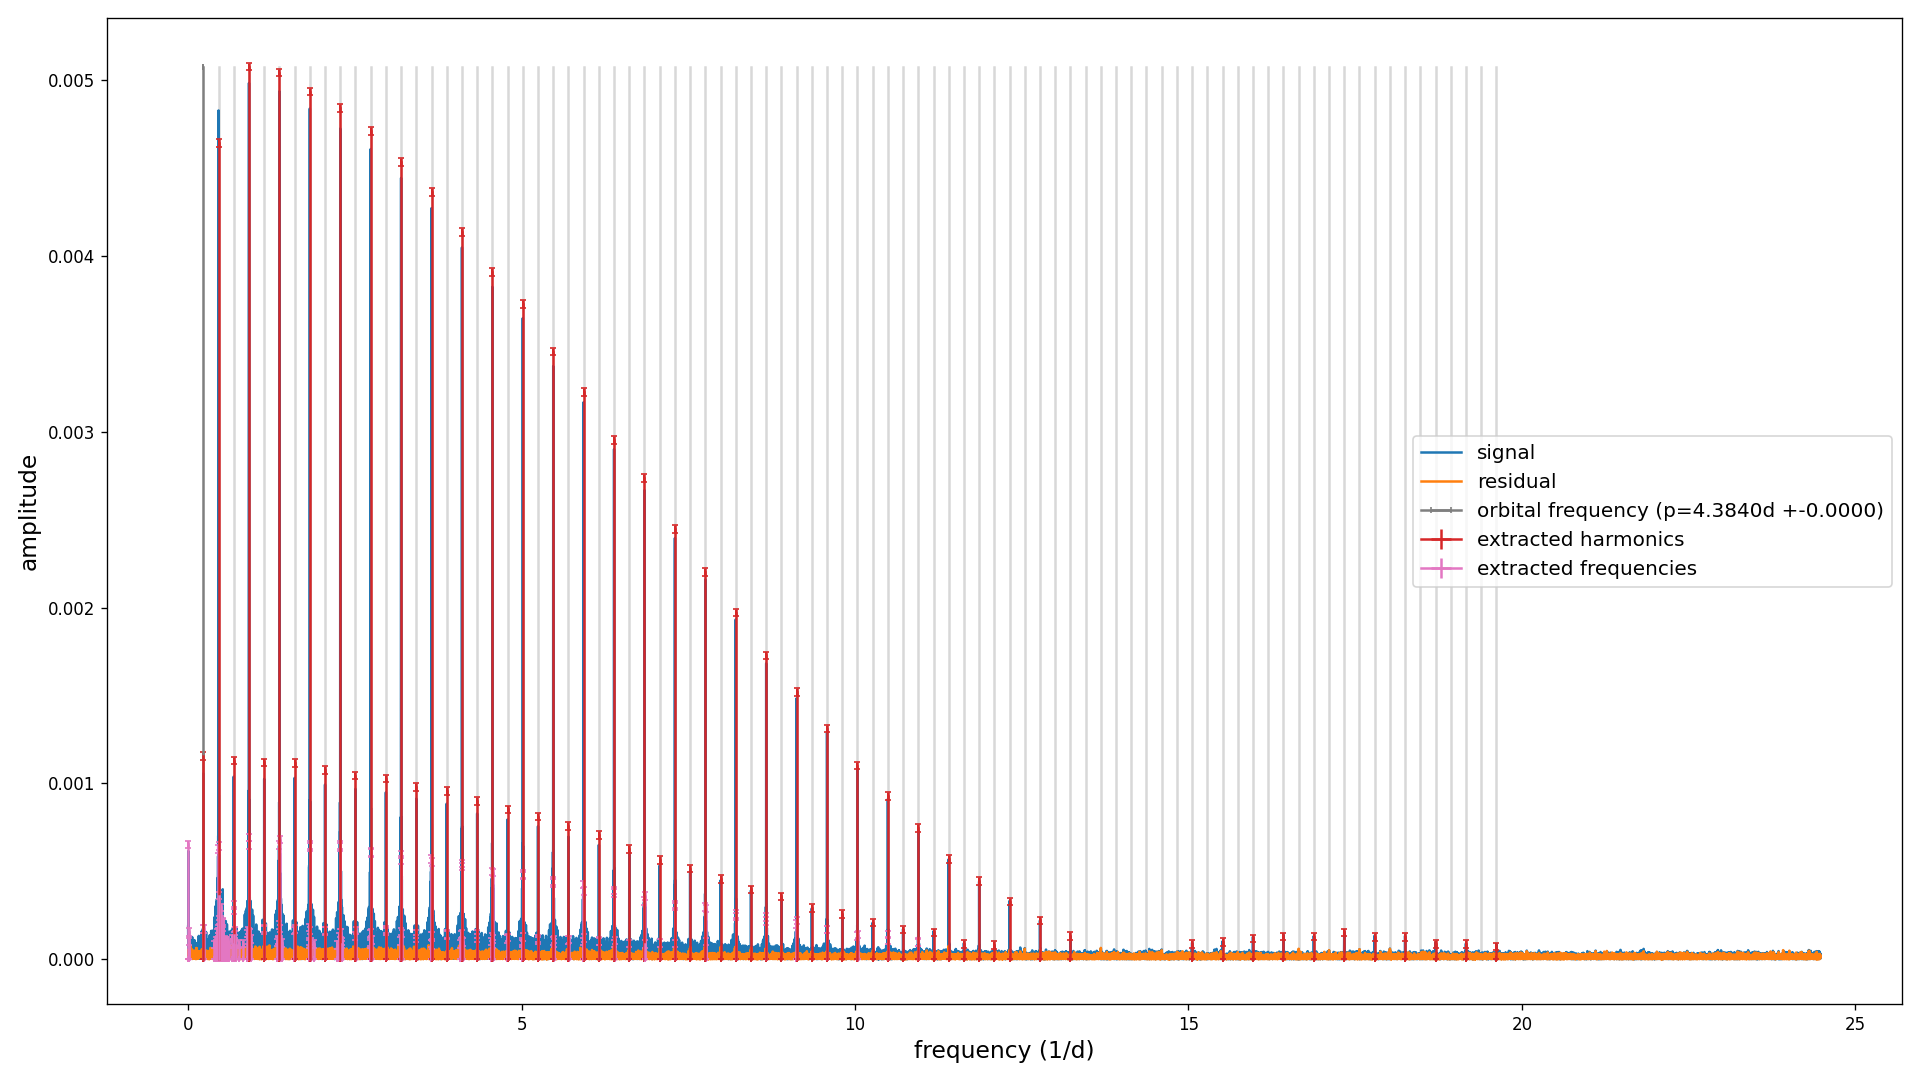 0.005
0.004
0.003
0.002
0.001
0.000
amplitude
0
5
10
15
20
25
frequency (1/d)
signal
residual
orbital frequency (p=4.3840d +-0.0000)
extracted harmonics
extracted frequencies